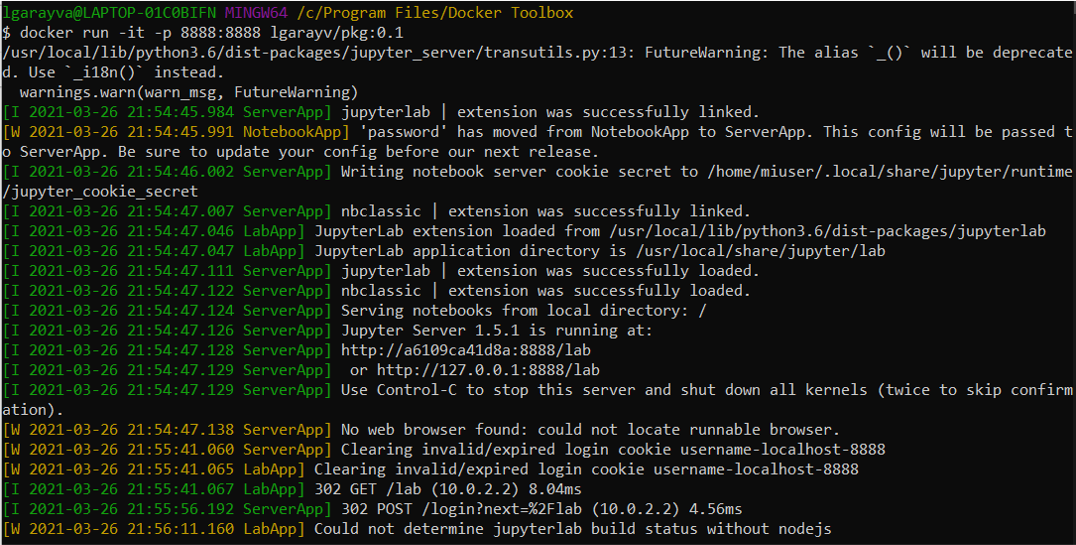 lgarayva@LAPTOP-01C0BIFN MINGW64 /c/Program Files/Docker Toolbox
$ docker run -it -p 8888:8888 lgarayv/pkg:0.1
/usr/local/lib/python3.6/dist-packages/jupyter_server/transutils.py:13: FutureWarning: The alias `_()` will be deprecate
d. Use `_i18n()` instead.
  warnings.warn(warn_msg, FutureWarning)
[I 2021-03-26 21:54:45.984 ServerApp] jupyterlab | extension was successfully linked.
[W 2021-03-26 21:54:45.991 NotebookApp] 'password' has moved from NotebookApp to ServerApp. This config will be passed t
o ServerApp. Be sure to update your config before our next release.
[I 2021-03-26 21:54:46.002 ServerApp] Writing notebook server cookie secret to /home/miuser/.local/share/jupyter/runtime
/jupyter_cookie_secret
[I 2021-03-26 21:54:47.007 ServerApp] nbclassic | extension was successfully linked.
[I 2021-03-26 21:54:47.046 LabApp] JupyterLab extension loaded from /usr/local/lib/python3.6/dist-packages/jupyterlab
[I 2021-03-26 21:54:47.047 LabApp] JupyterLab application directory is /usr/local/share/jupyter/lab
[I 2021-03-26 21:54:47.111 ServerApp] jupyterlab | extension was successfully loaded.
[I 2021-03-26 21:54:47.122 ServerApp] nbclassic | extension was successfully loaded.
[I 2021-03-26 21:54:47.124 ServerApp] Serving notebooks from local directory: /
[I 2021-03-26 21:54:47.126 ServerApp] Jupyter Server 1.5.1 is running at:
[I 2021-03-26 21:54:47.128 ServerApp] http://a6109ca41d8a:8888/lab
[I 2021-03-26 21:54:47.129 ServerApp]  or http://127.0.0.1:8888/lab
[I 2021-03-26 21:54:47.129 ServerApp] Use Control-C to stop this server and shut down all kernels (twice to skip confirm
ation).
[W 2021-03-26 21:54:47.138 ServerApp] No web browser found: could not locate runnable browser.
[W 2021-03-26 21:55:41.060 ServerApp] Clearing invalid/expired login cookie username-localhost-8888
[W 2021-03-26 21:55:41.065 LabApp] Clearing invalid/expired login cookie username-localhost-8888
[I 2021-03-26 21:55:41.067 LabApp] 302 GET /lab (10.0.2.2) 8.04ms
[I 2021-03-26 21:55:56.192 ServerApp] 302 POST /login?next=%2Flab (10.0.2.2) 4.56ms
[W 2021-03-26 21:56:11.160 LabApp] Could not determine jupyterlab build status without nodejs